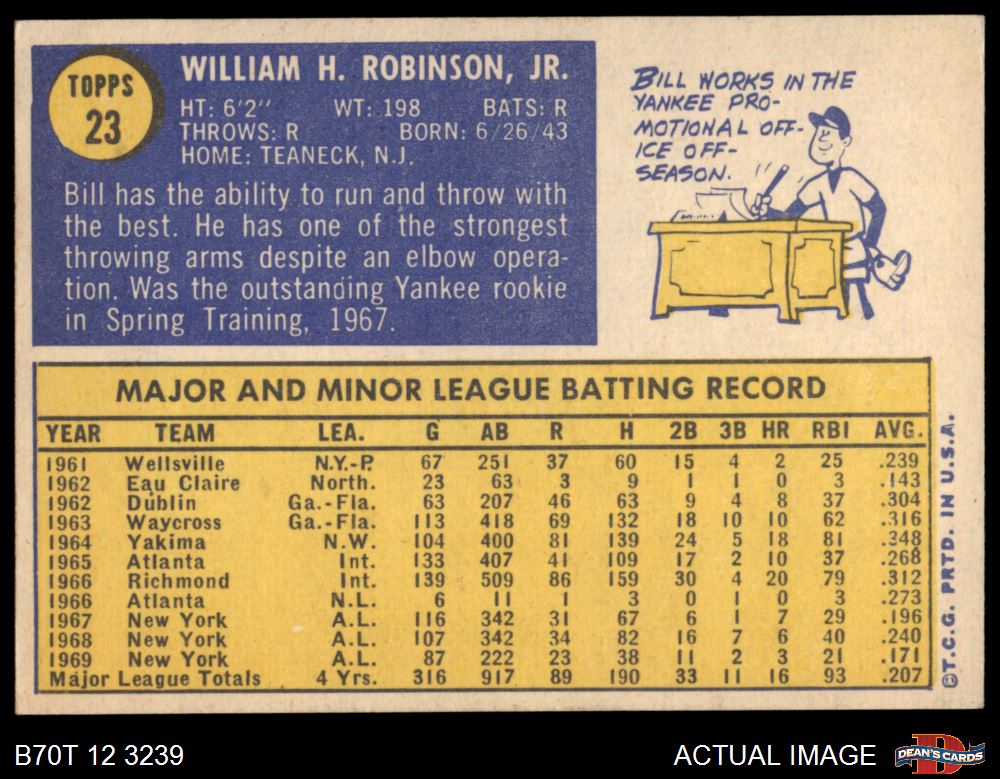 TOPPS
23
WILLIAM H. ROBINSON, JR.
HT: 6'2" WT: 198 BATS: R
THROWS: R BORN: 6/26/43
HOME: TEANECK, N.J.
Bill has the ability to run and throw with
the best. He has one of the strongest
throwing arms despite an elbow opera-
tion. Was the outstanding Yankee rookie
in Spring Training, 1967.
BILL WORKS IN THE
YANKEE PRO-
MOTIONAL OFF-
ICE OFF-
SEASON.
MAJOR AND MINOR LEAGUE BATTING RECORD
YEAR TEAM LEA. G AB R H 2B 3B HR RBI AVG.
1961 Wellsville N.Y.-P. 67 251 37 60 15 4 2 25 .239
1962 Eau Claire North. 23 63 3 9 1 1 0 3 .143
1962 Dublin Ga.-Fla. 63 207 46 63 9 4 8 37 .304
1963 Waycross Ga.-Fla. 113 418 69 132 18 10 10 62 .316
1964 Yakima N.W. 104 400 81 139 24 5 18 81 .348
1965 Atlanta Int. 133 407 41 109 17 2 10 37 .268
1966 Richmond Int. 139 509 86 159 30 4 20 79 .312
1966 Atlanta N.L. 6 11 1 3 0 1 0 3 .273
1967 New York A.L. 116 342 31 67 6 1 7 29 .196
1968 New York A.L. 107 342 34 82 16 7 6 40 .240
1969 New York A.L. 87 222 23 38 11 2 3 21 .171
Major League Totals 4 Yrs. 316 917 89 190 33 11 16 93 .207
©T.C.G. PRTD. IN U.S.A.
B70T 12 3239
ACTUAL IMAGE
DEAN'S CARDS